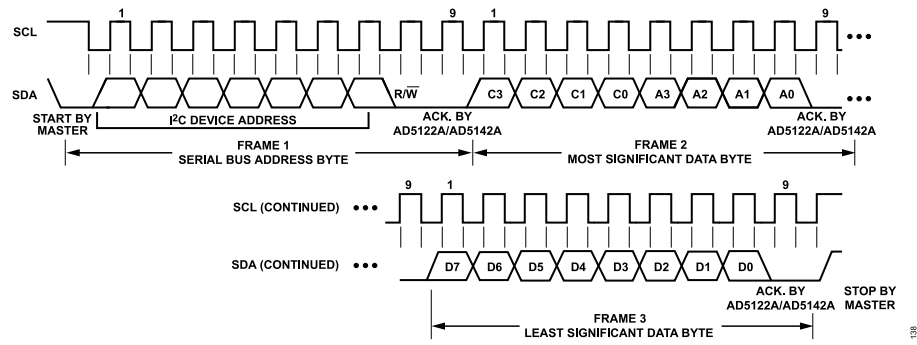 1 9 1 9
SCL
SDA
R/W̅
C3 C2 C1 C0 A3 A2 A1 A0
START BY
MASTER
I²C DEVICE ADDRESS
ACK. BY
AD5122A/AD5142A
ACK. BY
AD5122A/AD5142A
FRAME 1
SERIAL BUS ADDRESS BYTE
FRAME 2
MOST SIGNIFICANT DATA BYTE
9 1 9
SCL (CONTINUED)
SDA (CONTINUED)
D7 D6 D5 D4 D3 D2 D1 D0
ACK. BY
AD5122A/AD5142A
STOP BY
MASTER
FRAME 3
LEAST SIGNIFICANT DATA BYTE
138